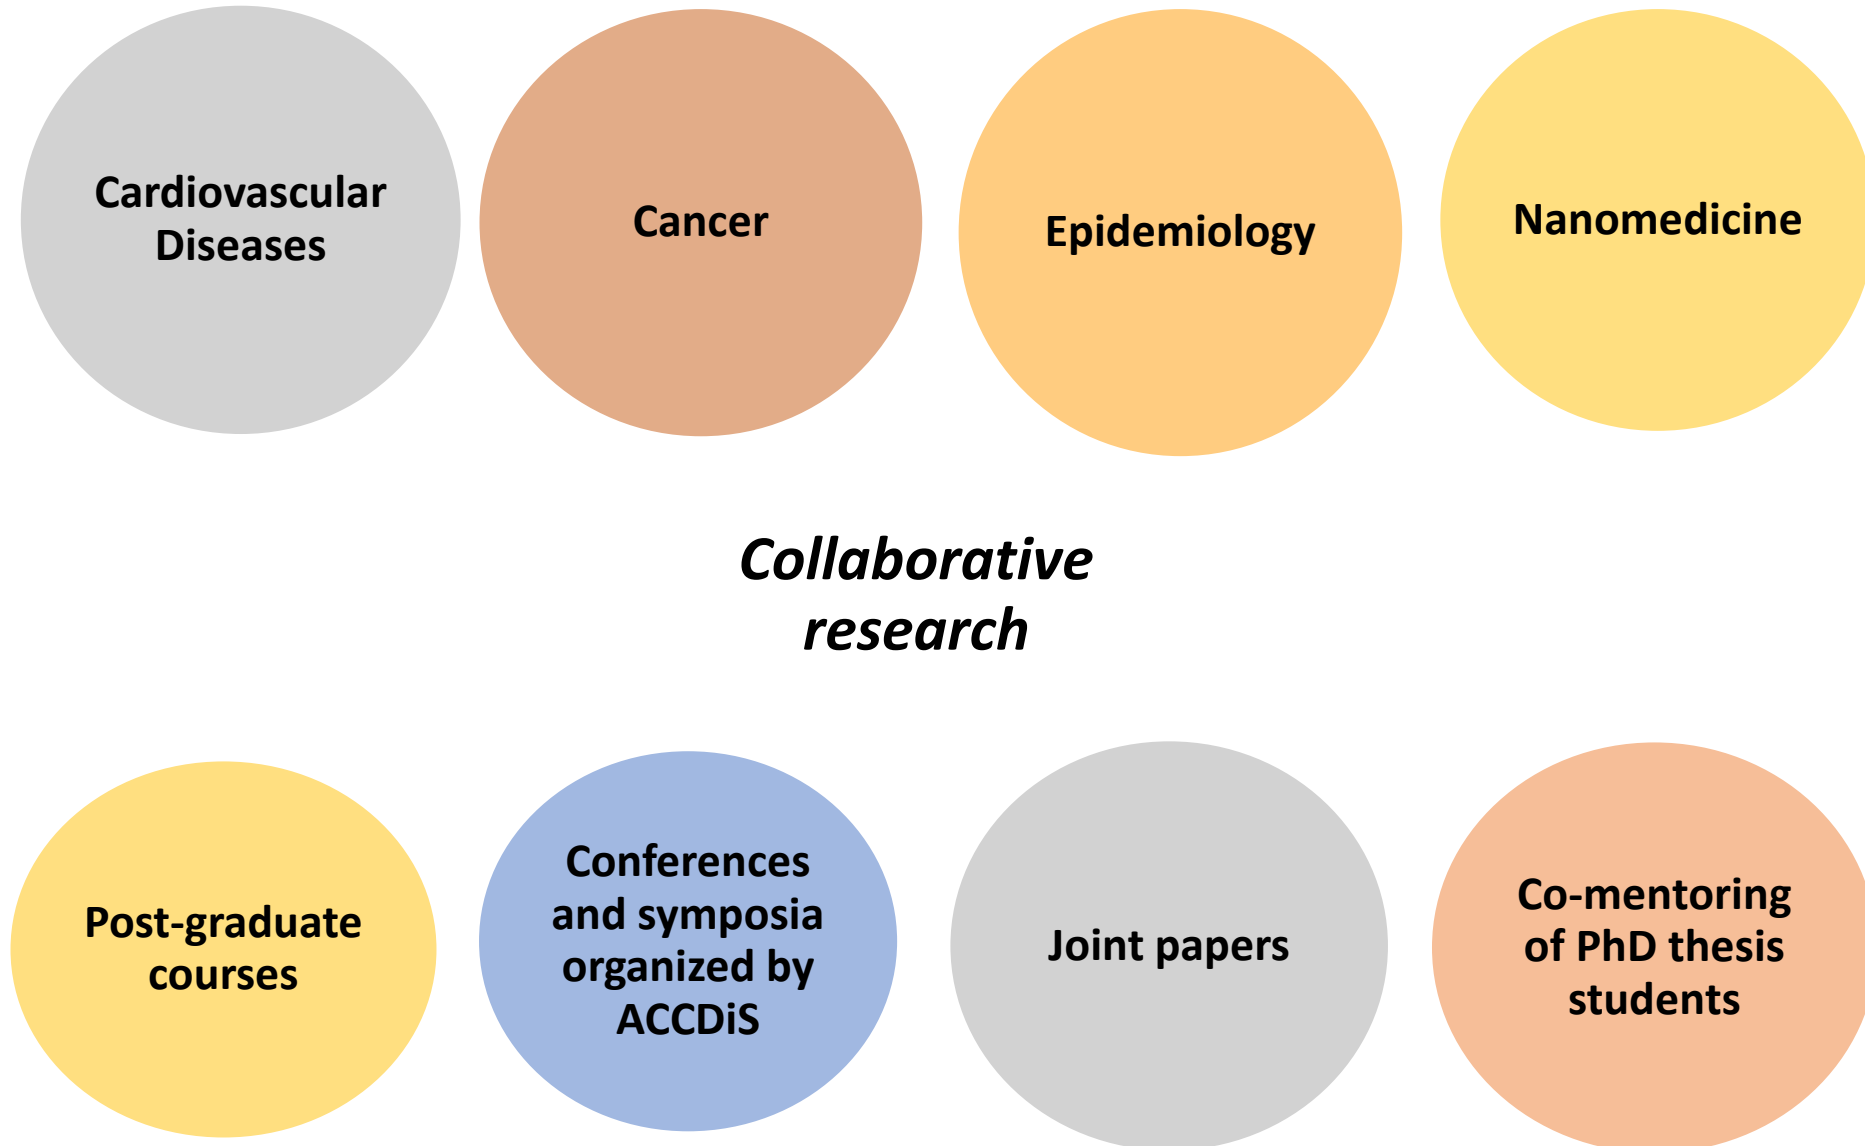 Cardiovascular
Diseases
Cancer
Epidemiology
Nanomedicine
Collaborative
research
Post-graduate
courses
Conferences
and symposia
organized by
ACCDiS
Joint papers
Co-mentoring
of PhD thesis
students